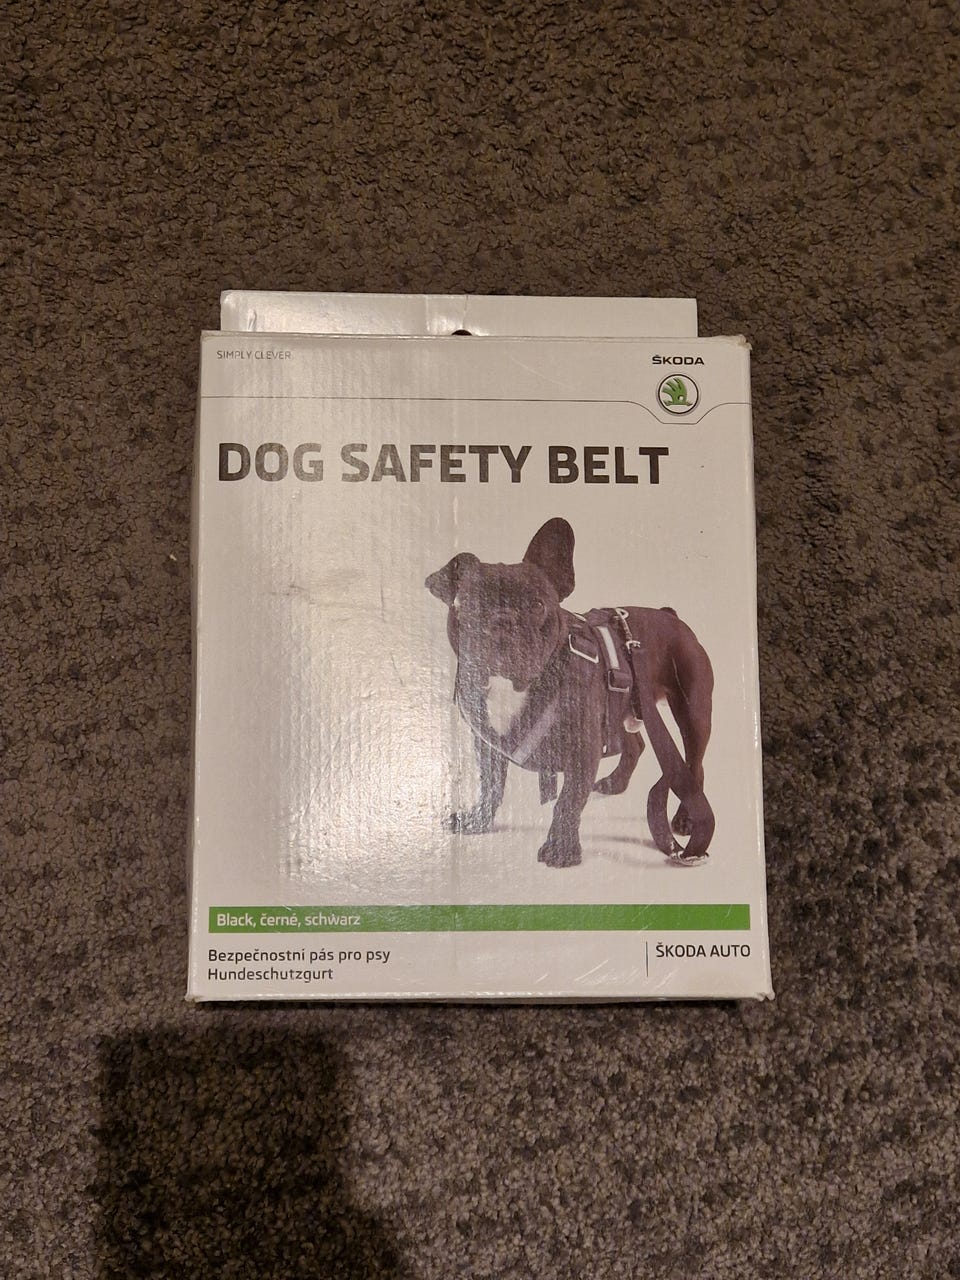 SIMPLY CLEVER
ŠKODA
DOG SAFETY BELT
Black, černé, schwarz
Bezpečnostní pás pro psy
Hundeschutzgurt
ŠKODA AUTO